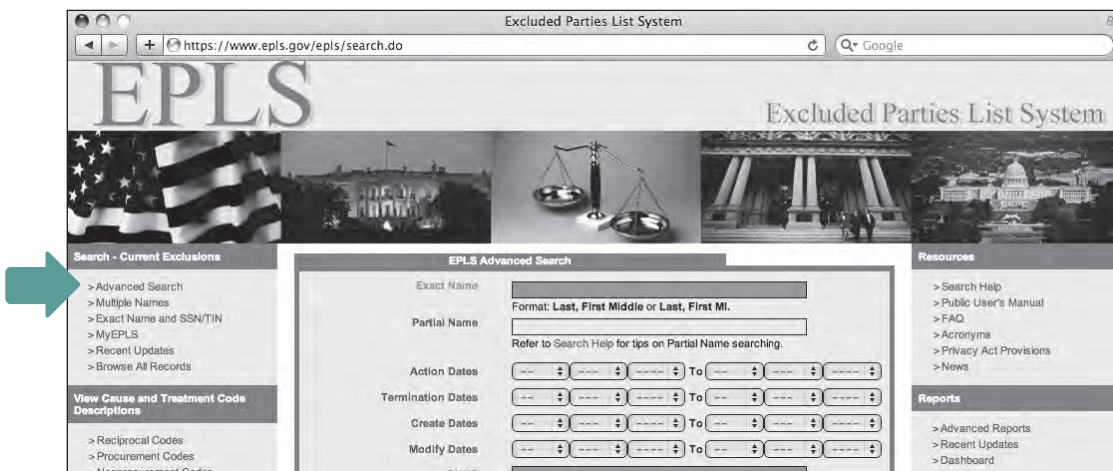 Excluded Parties List System
https://www.epls.gov/epls/search.do
Google
EPLS
Excluded Parties List System
Search - Current Exclusions
> Advanced Search
> Multiple Names
> Exact Name and SSN/TIN
> MyEPLS
> Recent Updates
> Browse All Records
View Cause and Treatment Code
Descriptions
> Reciprocal Codes
> Procurement Codes
> Nonprocurement Codes
EPLS Advanced Search
Exact Name
Format: Last, First Middle or Last, First MI.
Partial Name
Refer to Search Help for tips on Partial Name searching.
Action Dates -- --- ---- To -- --- ----
Termination Dates -- --- ---- To -- --- ----
Create Dates -- --- ---- To -- --- ----
Modify Dates -- --- ---- To -- --- ----
Resources
> Search Help
> Public User's Manual
> FAQ
> Acronyms
> Privacy Act Provisions
> News
Reports
> Advanced Reports
> Recent Updates
> Dashboard